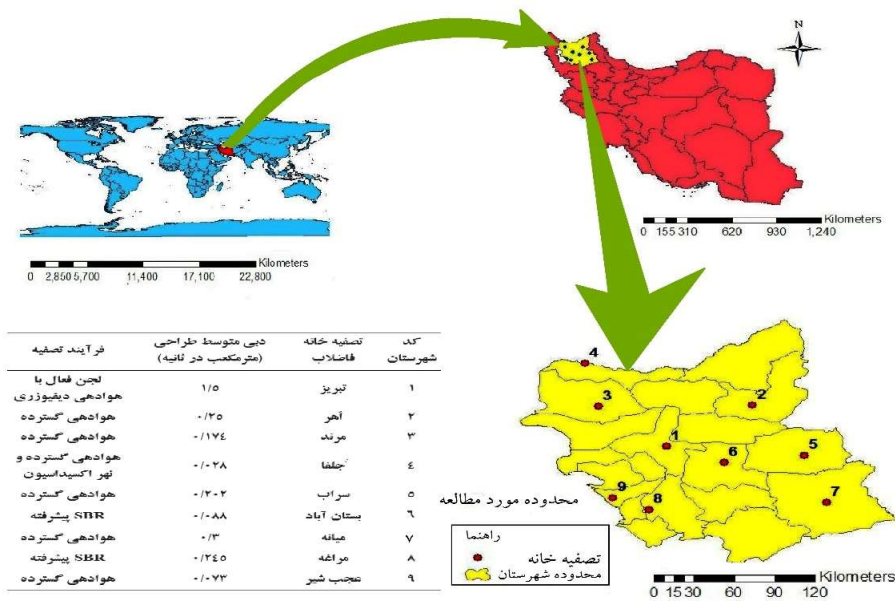 N
Kilometers
0 155 310 620 930 1,240
Kilometers
0 2,850 5,700 11,400 17,100 22,800
کد شهرستان
تصفیه خانه فاضلاب
دبی متوسط طراحی (مترمکعب در ثانیه)
فرآیند تصفیه
۱ تبریز ۱/۵ لجن فعال با هوادهی دیفیوزری
۲ اهر ۰/۲۵ هوادهی گسترده
۳ مرند ۰/۱۷٤ هوادهی گسترده
٤ جلفا ۰/۰۲۸ هوادهی گسترده و نهر اکسیداسیون
۵ سراب ۰/۲۰۲ هوادهی گسترده
۶ بستان آباد ۰/۰۸۸ SBR پیشرفته
۷ میانه ۰/۳ هوادهی گسترده
۸ مراغه ۰/۲٤۵ SBR پیشرفته
۹ عجب شیر ۰/۰۷۳ هوادهی گسترده
4
3
2
1
6
5
9
8
7
محدوده مورد مطالعه
راهنما
تصفیه خانه
محدوده شهرستان
Kilometers
0 15 30 60 90 120